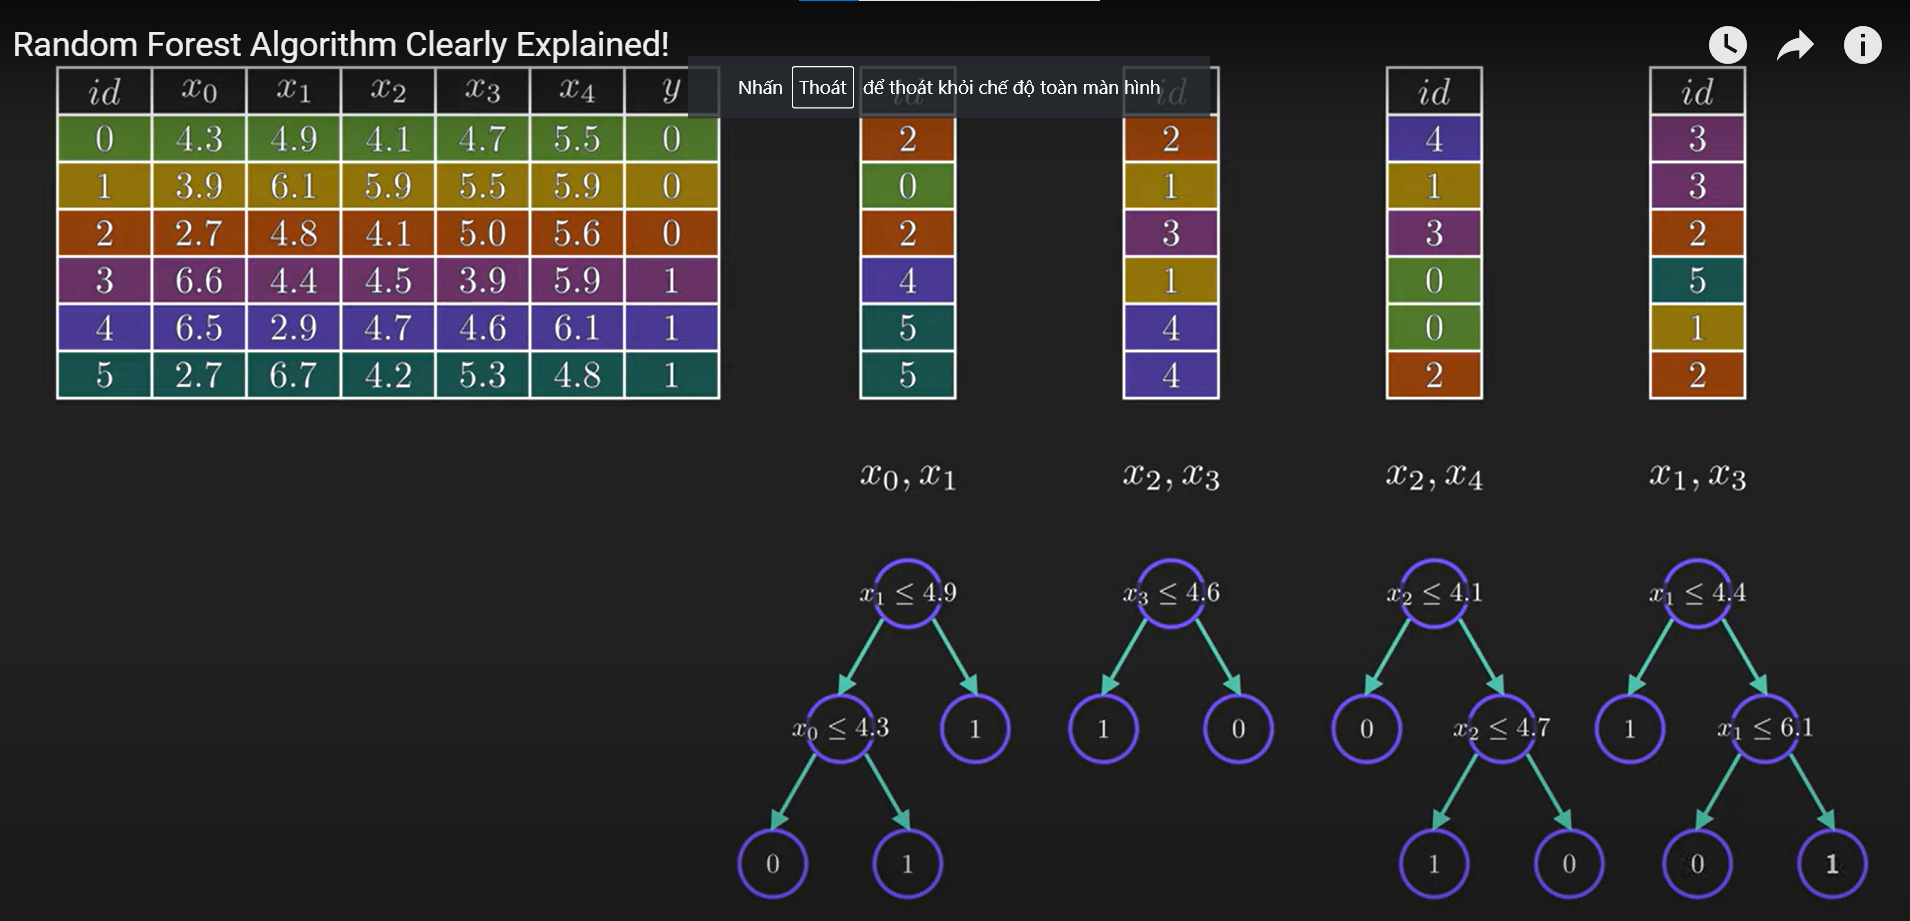 Random Forest Algorithm Clearly Explained!
Nhấn Thoát để thoát khỏi chế độ toàn màn hình
id x₀ x₁ x₂ x₃ x₄ y id id id id
0 4.3 4.9 4.1 4.7 5.5 0 2 2 4 3
1 3.9 6.1 5.9 5.5 5.9 0 0 1 1 3
2 2.7 4.8 4.1 5.0 5.6 0 2 3 3 2
3 6.6 4.4 4.5 3.9 5.9 1 4 1 0 5
4 6.5 2.9 4.7 4.6 6.1 1 5 4 0 1
5 2.7 6.7 4.2 5.3 4.8 1 5 4 2 2
x₀, x₁ x₂, x₃ x₂, x₄ x₁, x₃
x₁ ≤ 4.9 x₃ ≤ 4.6 x₂ ≤ 4.1 x₁ ≤ 4.4
x₀ ≤ 4.3 1 1 0 0 x₂ ≤ 4.7 1 x₁ ≤ 6.1
0 1 1 0 0 1